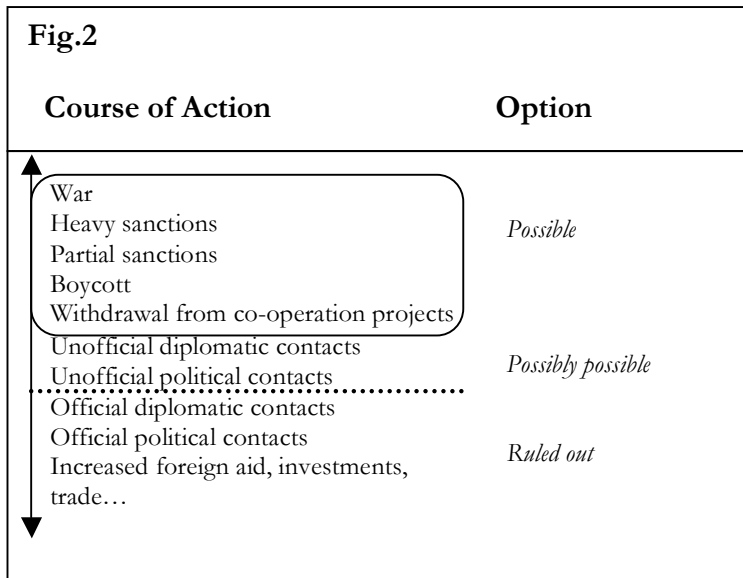 Fig.2
Course of Action Option
War
Heavy sanctions
Possible
Partial sanctions
Boycott
Withdrawal from co-operation projects
Unofficial diplomatic contacts
Possibly possible
Unofficial political contacts
Official diplomatic contacts
Official political contacts
Ruled out
Increased foreign aid, investments,
trade…